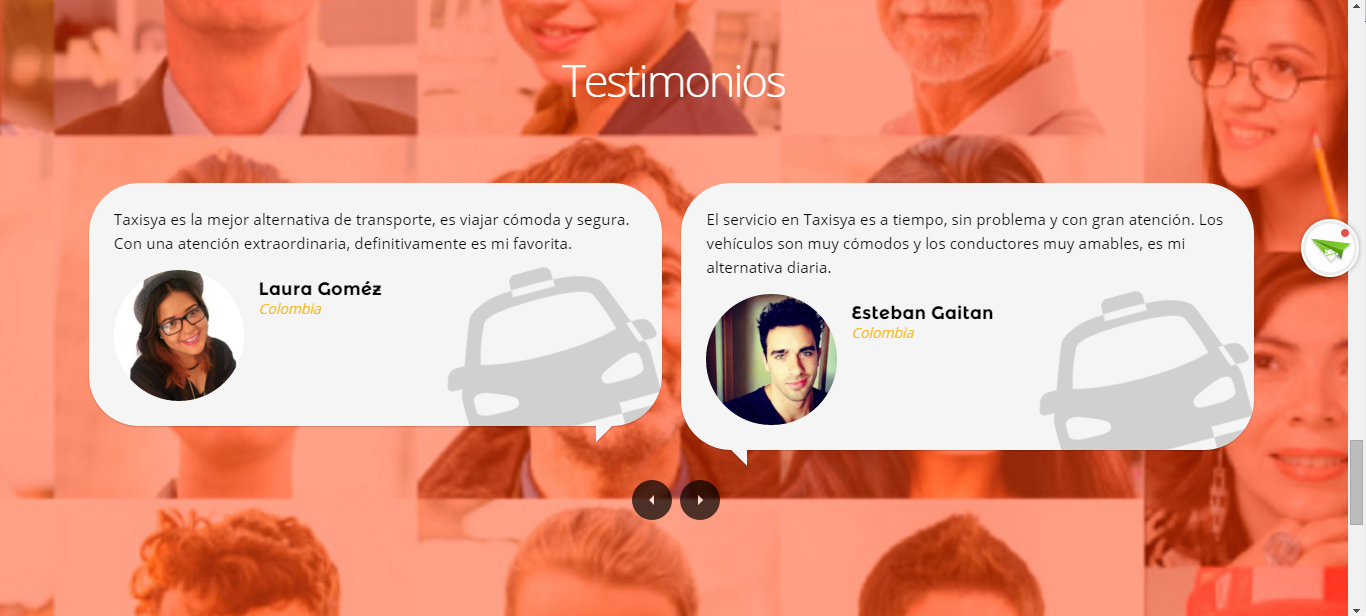 Testimonios
Taxisya es la mejor alternativa de transporte, es viajar cómoda y segura.
Con una atención extraordinaria, definitivamente es mi favorita.
Laura Goméz
Colombia
El servicio en Taxisya es a tiempo, sin problema y con gran atención. Los
vehículos son muy cómodos y los conductores muy amables, es mi
alternativa diaria.
Esteban Gaitan
Colombia